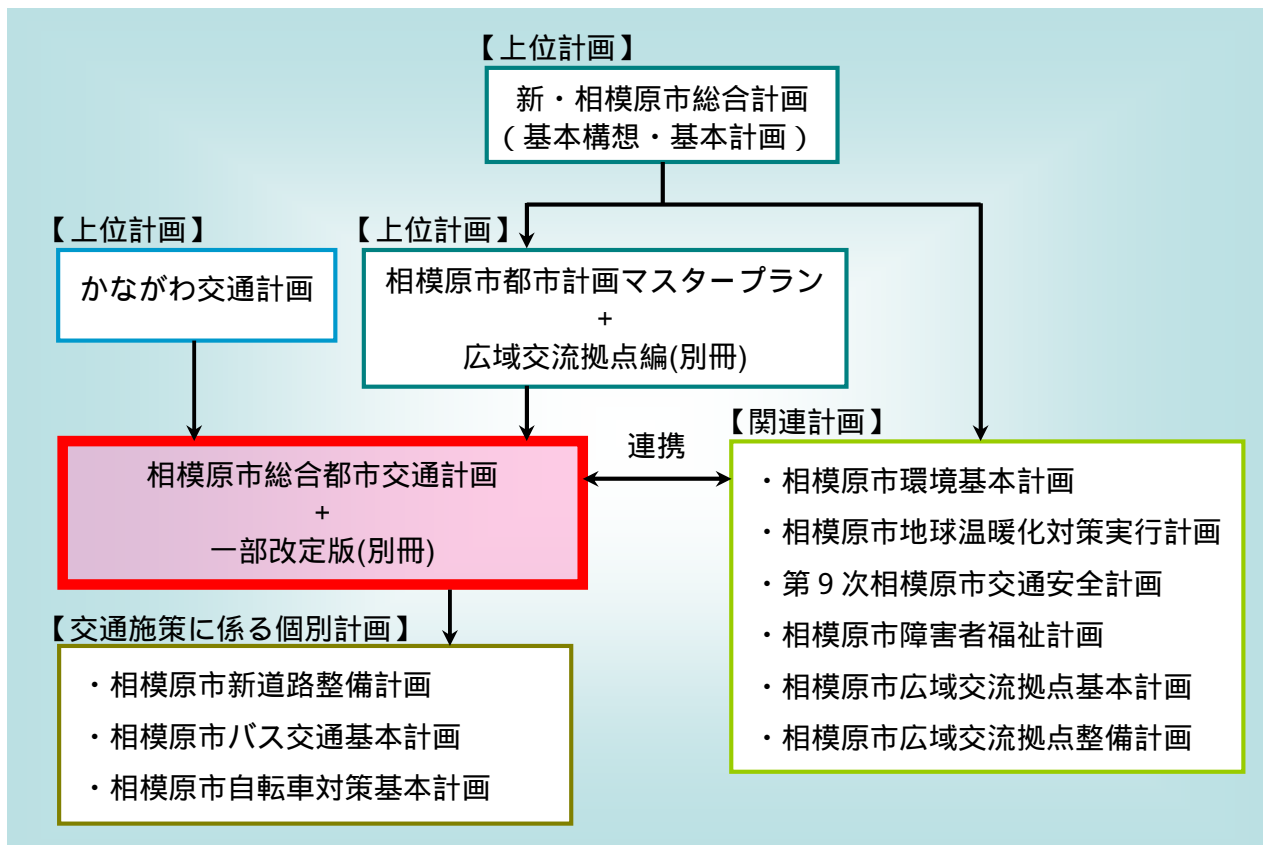 【上位計画】
新・相模原市総合計画
（基本構想・基本計画）
【上位計画】
かながわ交通計画
【上位計画】
相模原市都市計画マスタープラン
+
広域交流拠点編(別冊)
相模原市総合都市交通計画
+
一部改定版(別冊)
連携
【関連計画】
・相模原市環境基本計画
・相模原市地球温暖化対策実行計画
・第９次相模原市交通安全計画
・相模原市障害者福祉計画
・相模原市広域交流拠点基本計画
・相模原市広域交流拠点整備計画
【交通施策に係る個別計画】
・相模原市新道路整備計画
・相模原市バス交通基本計画
・相模原市自転車対策基本計画